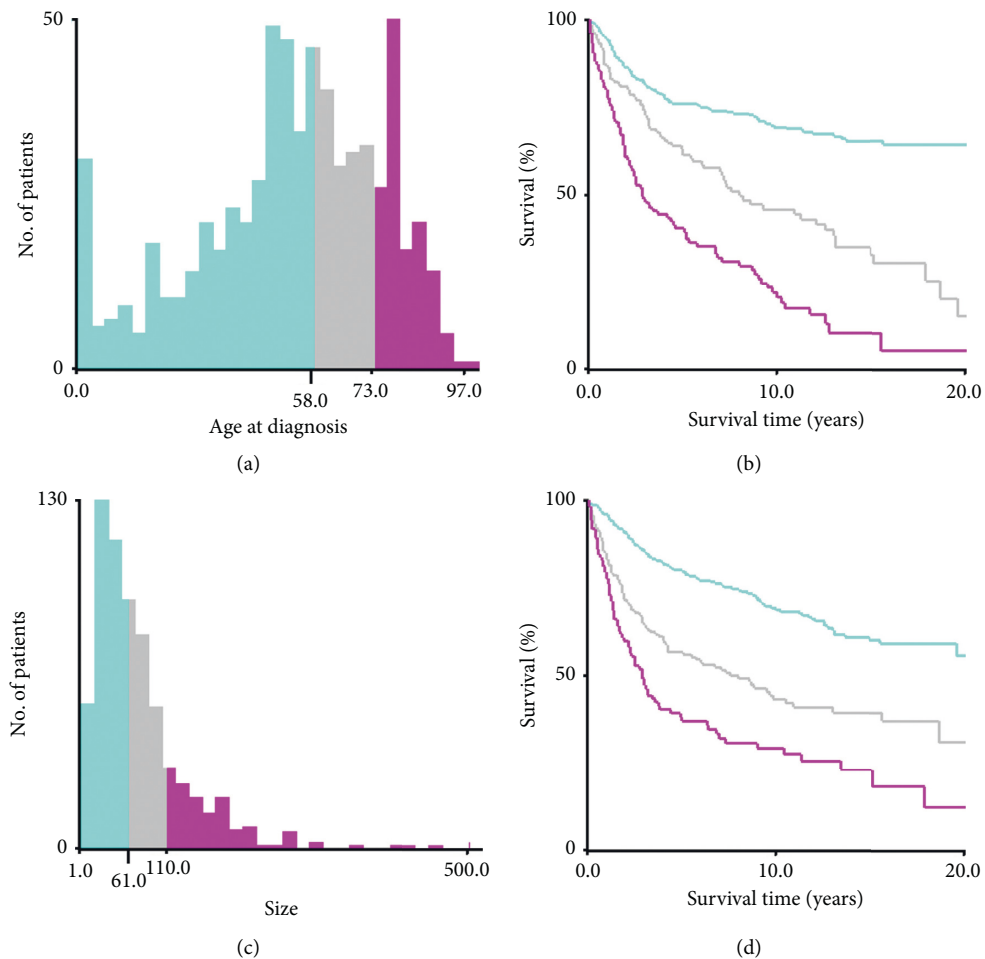 50
No. of patients
0
0.0
58.0
73.0
97.0
Age at diagnosis
(a)
100
Survival (%)
50
0
0.0
10.0
20.0
Survival time (years)
(b)
130
No. of patients
0
1.0
61.0
110.0
500.0
Size
(c)
100
Survival (%)
50
0
0.0
10.0
20.0
Survival time (years)
(d)